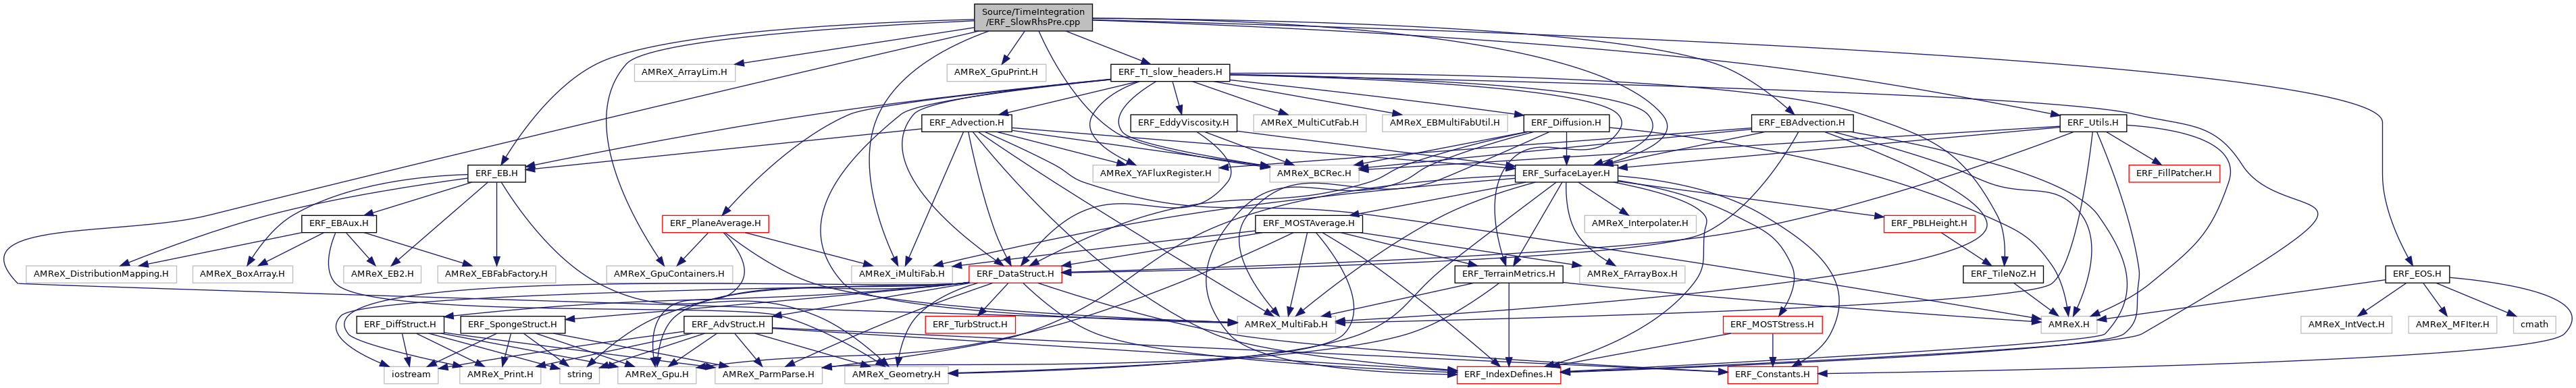 Source/TimeIntegration
/ERF_SlowRhsPre.cpp
AMReX_ArrayLim.H
AMReX_GpuPrint.H
ERF_TI_slow_headers.H
ERF_Advection.H
ERF_EddyViscosity.H
AMReX_MultiCutFab.H
AMReX_EBMultiFabUtil.H
ERF_Diffusion.H
ERF_EBAdvection.H
ERF_Utils.H
ERF_EB.H
AMReX_YAFluxRegister.H
AMReX_BCRec.H
ERF_SurfaceLayer.H
ERF_FillPatcher.H
ERF_EBAux.H
ERF_PlaneAverage.H
ERF_MOSTAverage.H
AMReX_Interpolater.H
ERF_PBLHeight.H
AMReX_DistributionMapping.H
AMReX_BoxArray.H
AMReX_EB2.H
AMReX_EBFabFactory.H
AMReX_GpuContainers.H
AMReX_iMultiFab.H
ERF_DataStruct.H
ERF_TerrainMetrics.H
AMReX_FArrayBox.H
ERF_TileNoZ.H
ERF_EOS.H
ERF_DiffStruct.H
ERF_SpongeStruct.H
ERF_AdvStruct.H
ERF_TurbStruct.H
AMReX_MultiFab.H
ERF_MOSTStress.H
AMReX.H
AMReX_IntVect.H
AMReX_MFIter.H
cmath
iostream
AMReX_Print.H
string
AMReX_Gpu.H
AMReX_ParmParse.H
AMReX_Geometry.H
ERF_IndexDefines.H
ERF_Constants.H